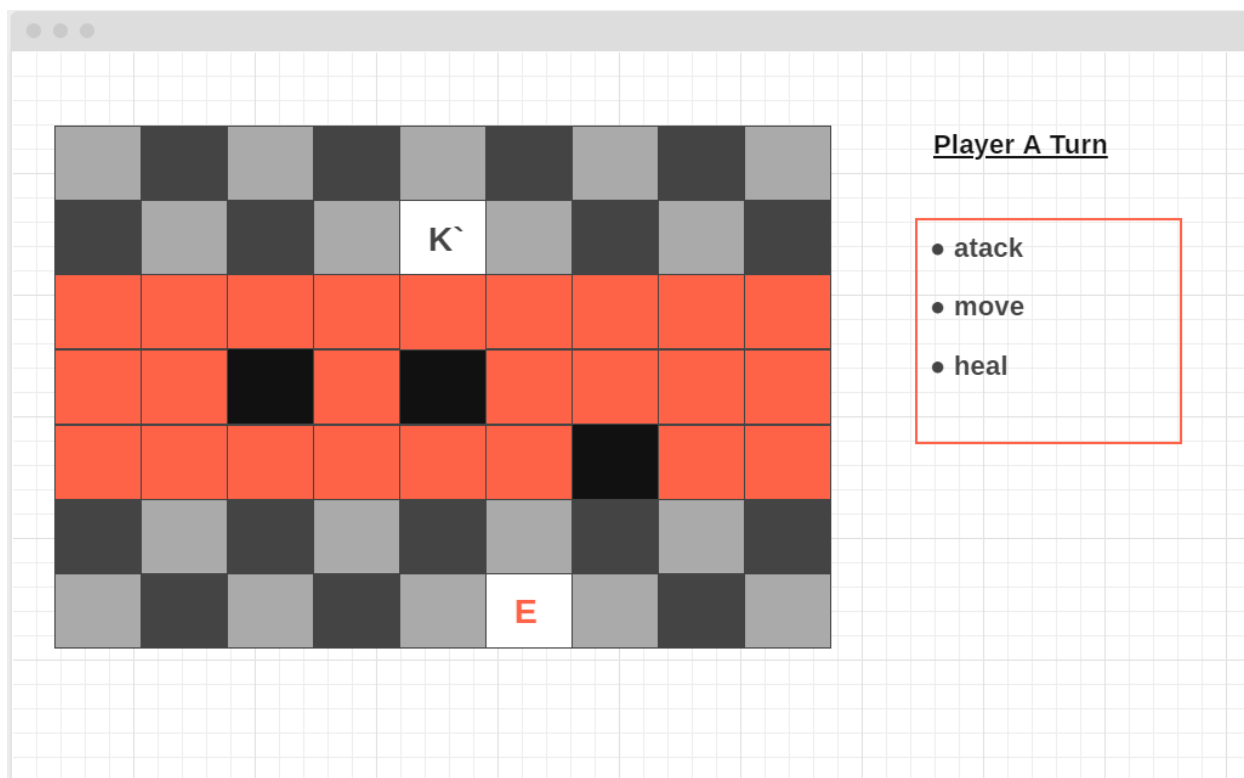 Player A Turn
K`
• atack
• move
• heal
E